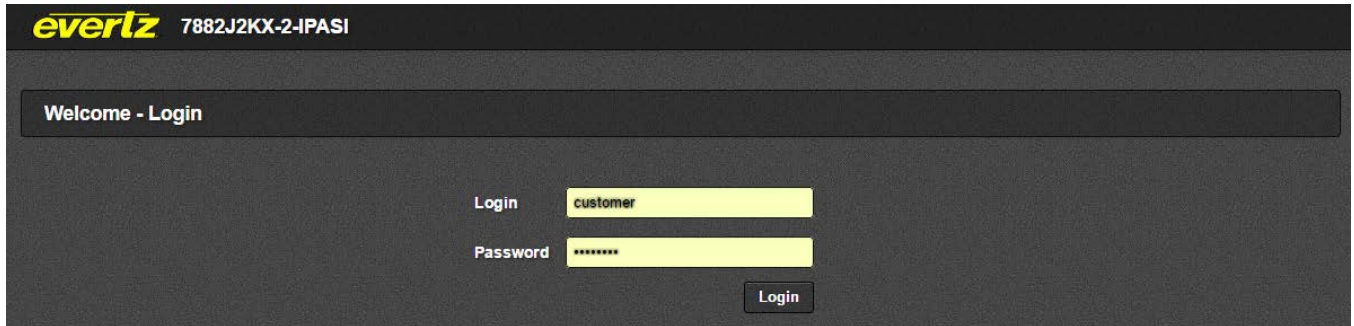 evertz 7882J2KX-2-IPASI
Welcome - Login
Login customer
Password ••••••••
Login